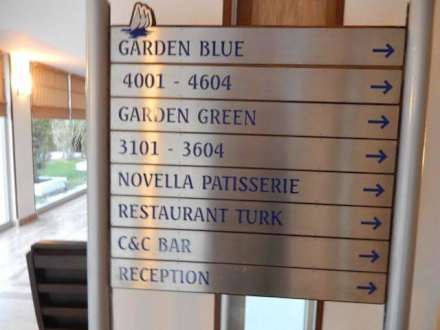 GARDEN BLUE →
4001 - 4604 →
GARDEN GREEN →
3101 - 3604 →
NOVELLA PATISSERIE →
RESTAURANT TURK →
C&C BAR →
RECEPTION →